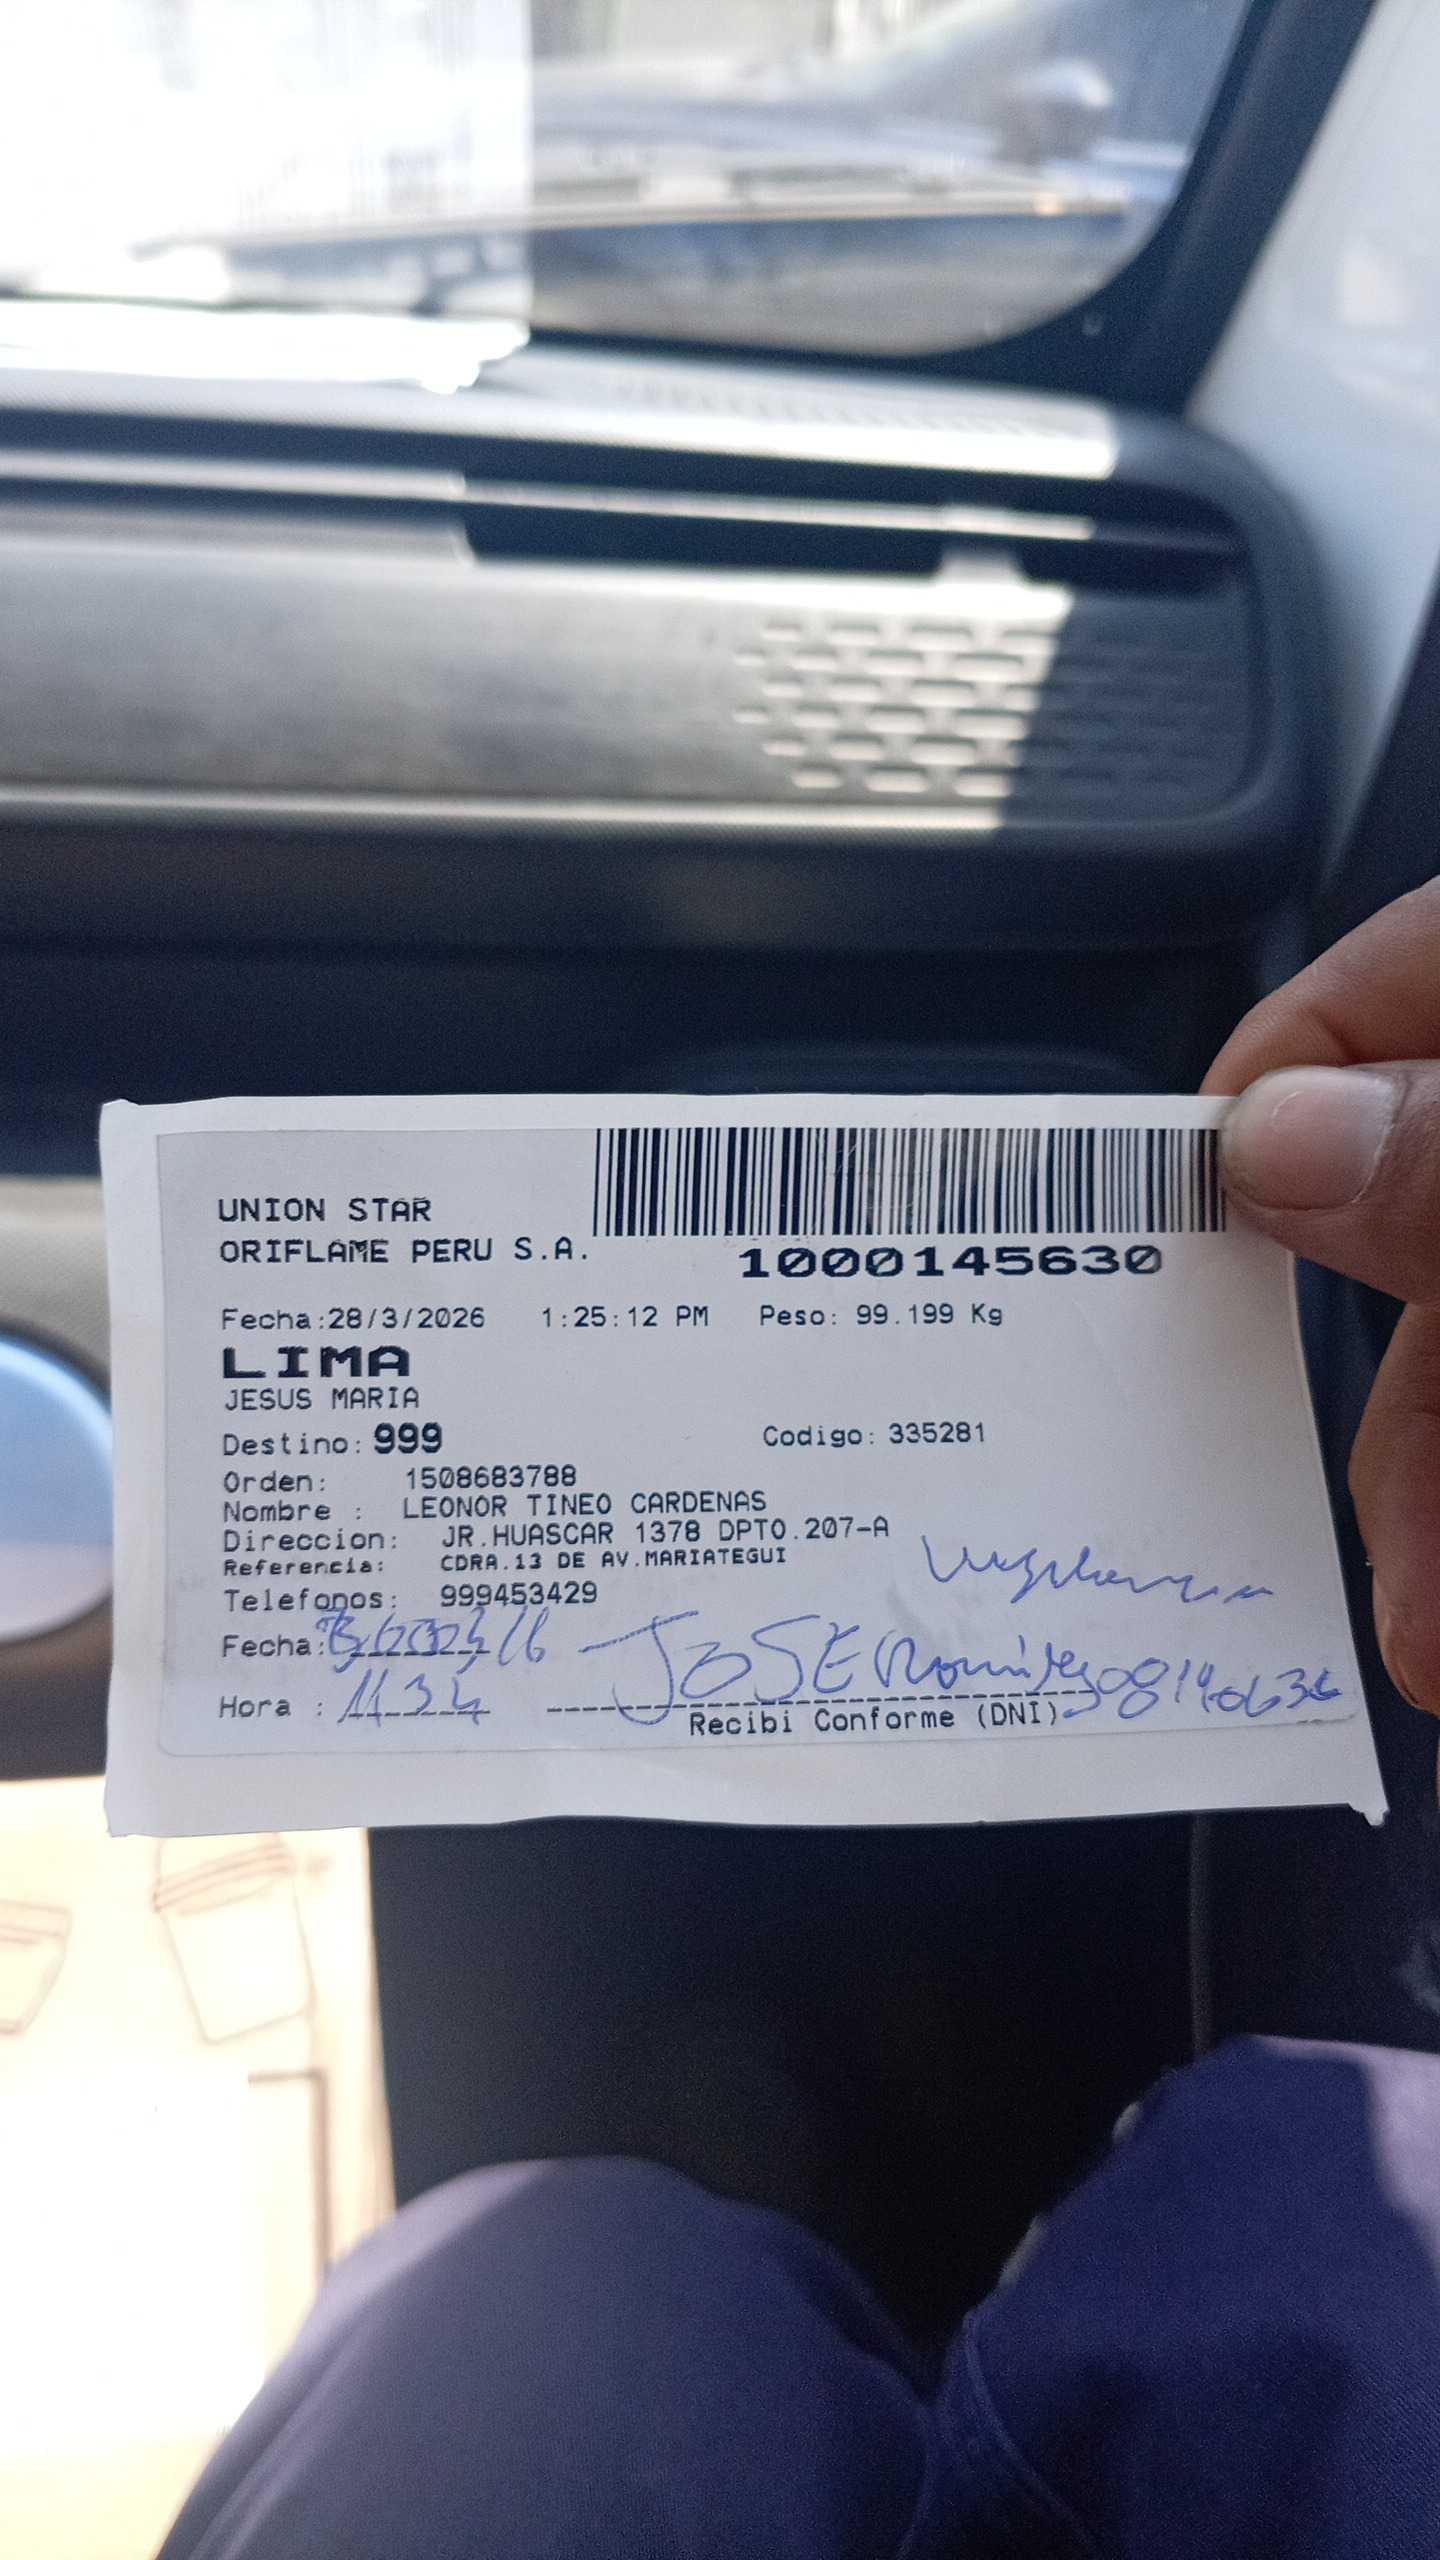 UNION STAR
ORIFLAME PERU S.A.
1000145630
Fecha:28/3/2026 1:25:12 PM Peso: 99.199 Kg
LIMA
JESUS MARIA
Destino: 999 Codigo: 335281
Orden: 1508683788
Nombre : LEONOR TINEO CARDENAS
Direccion: JR.HUASCAR 1378 DPTO.207-A
Referencia: CDRA.13 DE AV.MARIATEGUI
Telefonos: 999453429
Fecha: JOSE
Hora : 1134
Recibi Conforme (DNI)